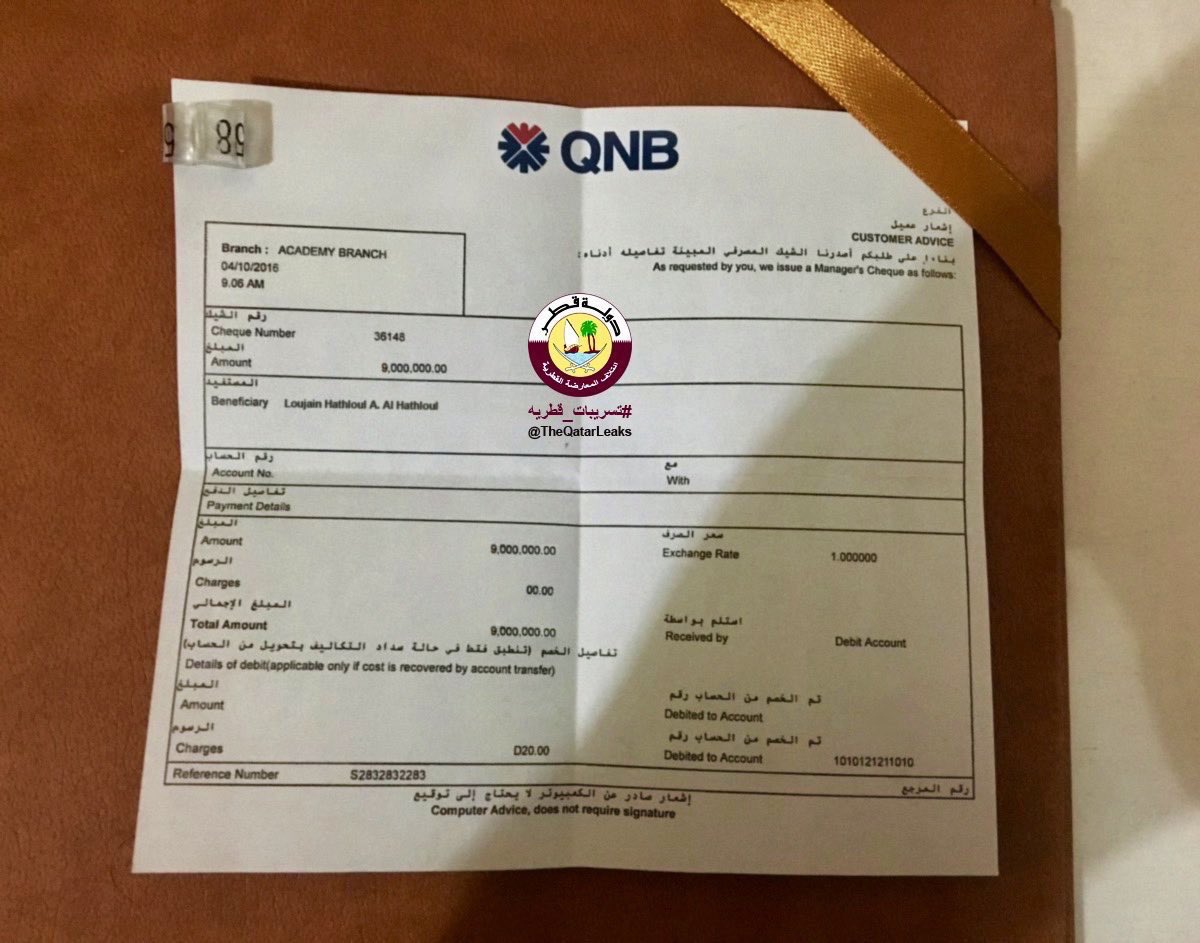 58
QNB
الفرع
إشعار عميل
CUSTOMER ADVICE
بناءا على طلبكم أصدرنا الشيك المصرفي المبينة تفاصيله أدناه:
As requested by you, we issue a Manager's Cheque as follows:
Branch : ACADEMY BRANCH
04/10/2016
9.06 AM
رقم الشيك
Cheque Number 36148
المبلغ
Amount 9,000,000.00
المستفيد
Beneficiary Loujain Hathloul A. Al Hathloul
دولة قطر
ائتلاف المعارضة القطرية
#تسريبات_قطريه
@TheQatarLeaks
رقم الحساب مع
Account No. With
تفاصيل الدفع
Payment Details
المبلغ صعر الصرف
Amount 9,000,000.00 Exchange Rate 1.000000
الرسوم
Charges 00.00
المبلغ الإجمالي استلم بواسطة
Total Amount 9,000,000.00 Received by Debit Account
تفاصيل الخصم (تنطبق فقط في حالة سداد التكاليف بتحويل من الحساب)
Details of debit(applicable only if cost is recovered by account transfer)
المبلغ تم الخصم من الحساب رقم
Amount Debited to Account
الرسوم تم الخصم من الحساب رقم
Charges D20.00 Debited to Account 1010121211010
Reference Number S2832832283 رقم المرجع
إشعار صادر عن الكمبيوتر لا يحتاج إلى توقيع
Computer Advice, does not require signature